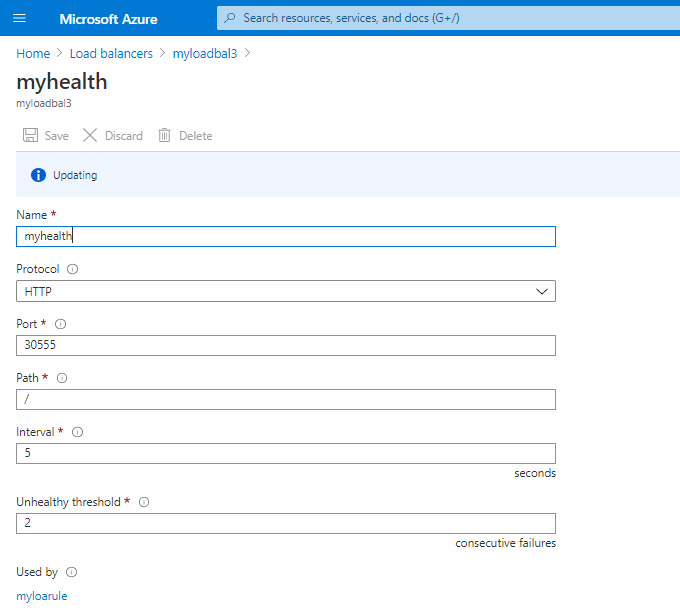 Microsoft Azure
Search resources, services, and docs (G+/)
Home > Load balancers > myloadbal3 >
myhealth
myloadbal3
Save Discard Delete
Updating
Name *
myhealth
Protocol
HTTP
Port *
30555
Path *
/
Interval *
5
seconds
Unhealthy threshold *
2
consecutive failures
Used by
myloarule